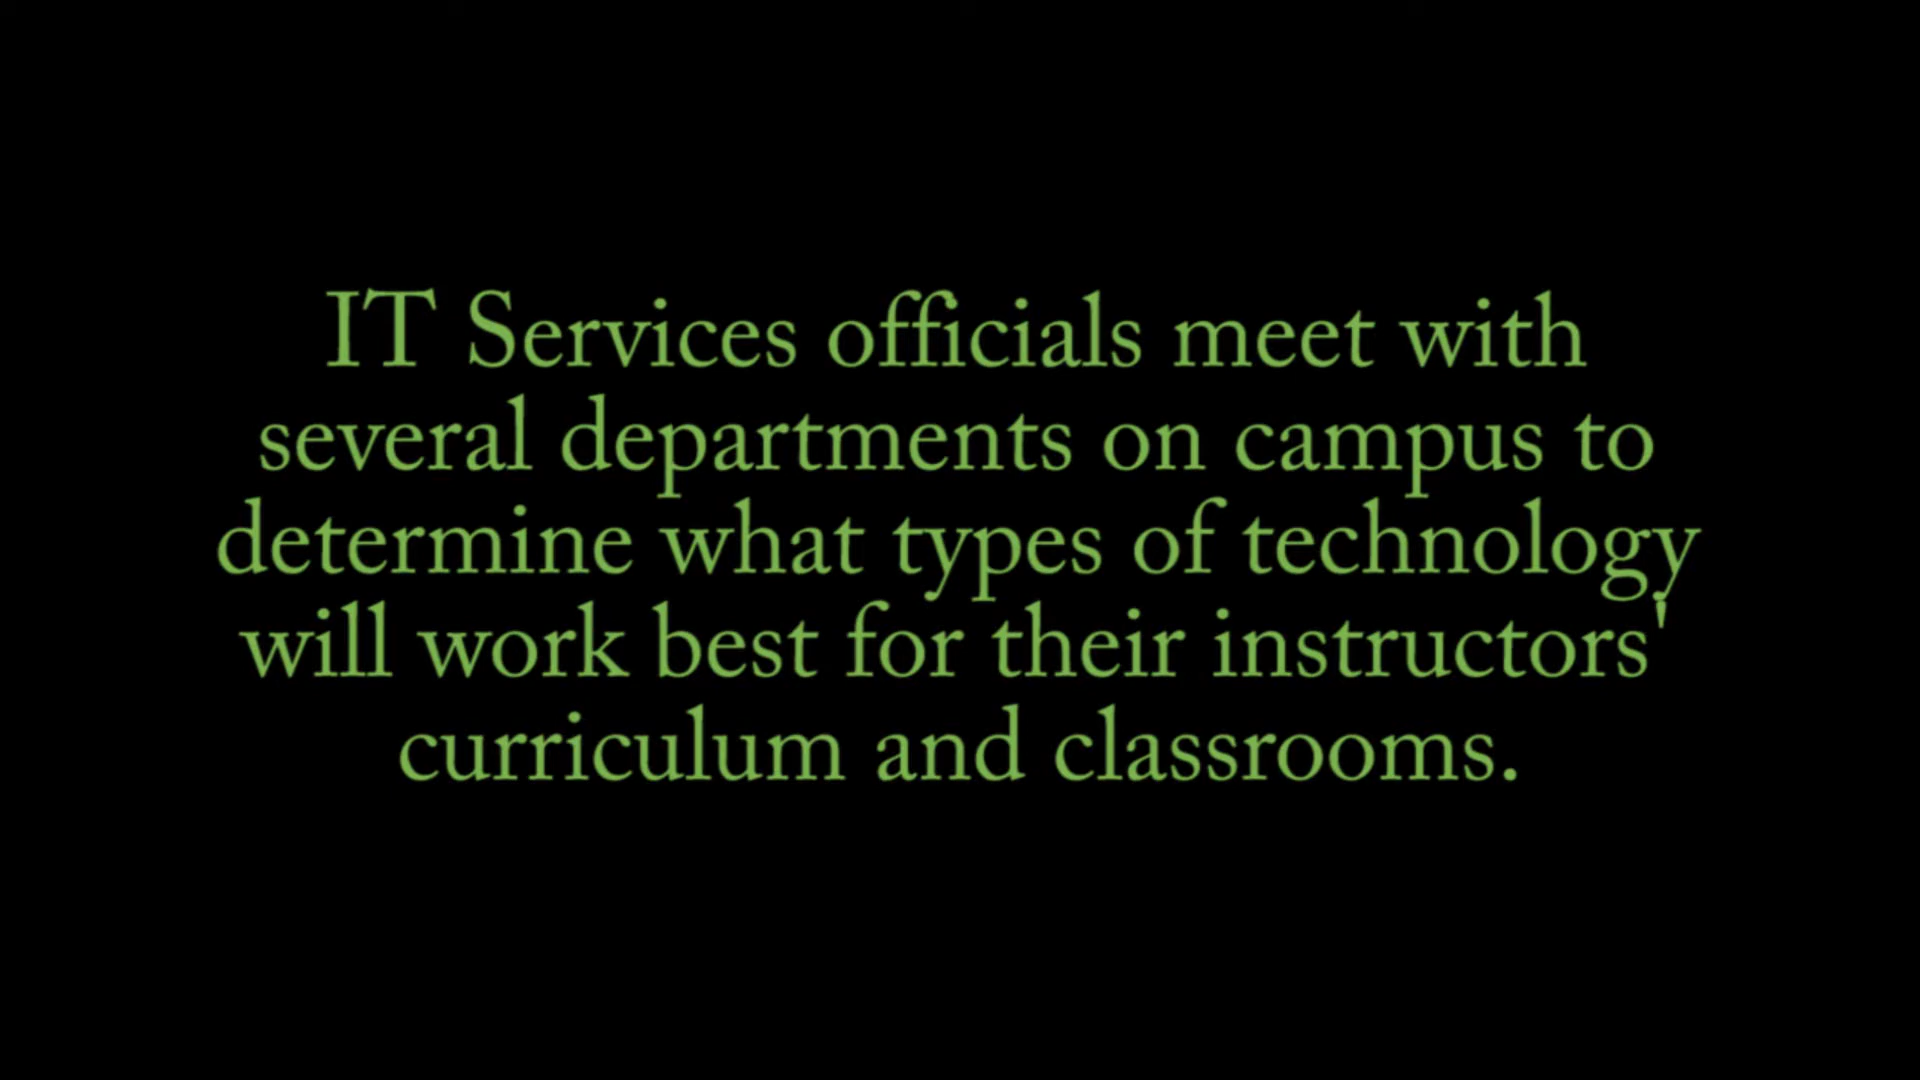 IT Services officials meet with
several departments on campus to
determine what types of technology
will work best for their instructors'
curriculum and classrooms.